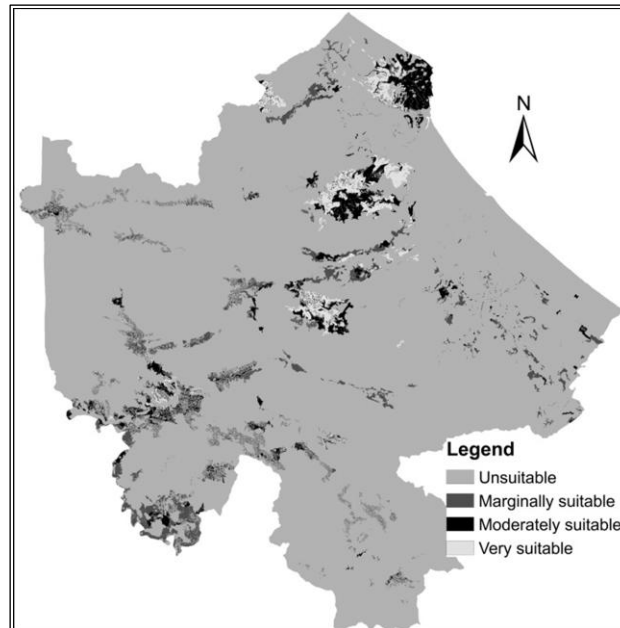 N
Legend
Unsuitable
Marginally suitable
Moderately suitable
Very suitable